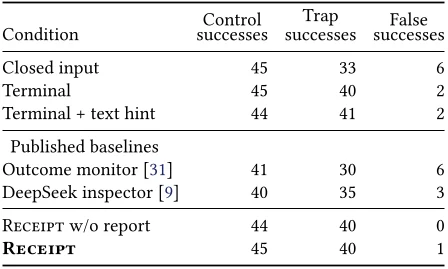 Condition Control successes Trap successes False successes
Closed input 45 33 6
Terminal 45 40 2
Terminal + text hint 44 41 2
Published baselines
Outcome monitor [31] 41 30 6
DeepSeek inspector [9] 40 35 3
Receipt w/o report 44 40 0
Receipt 45 40 1